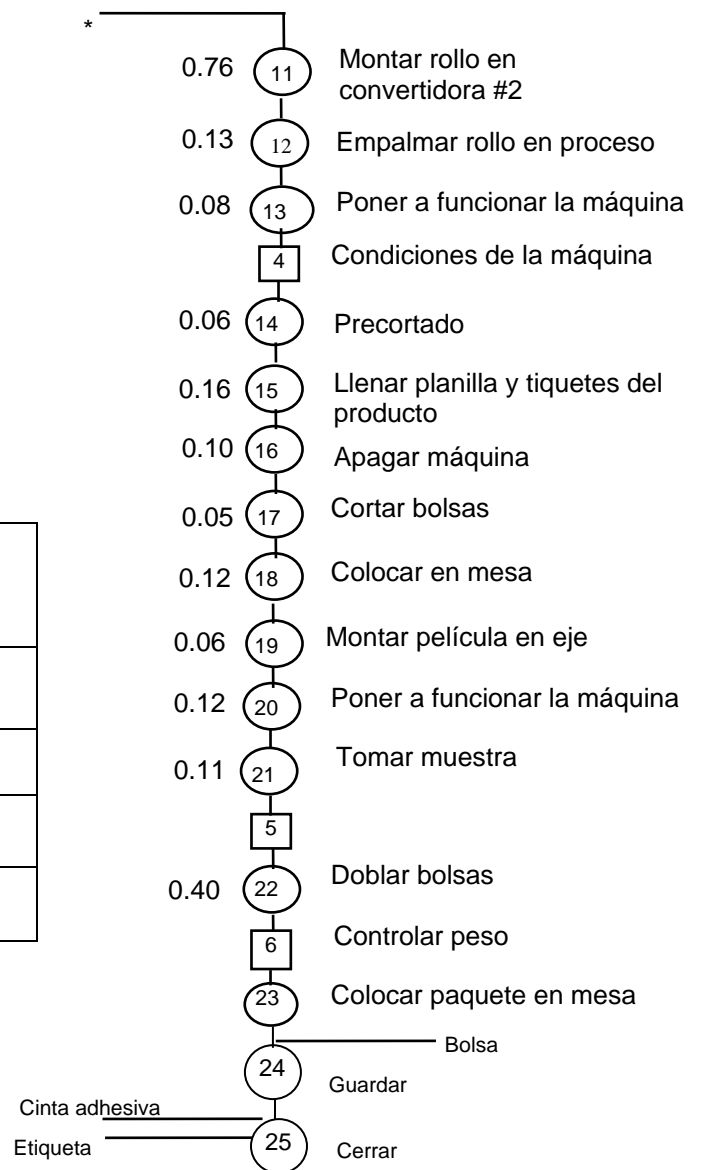 *
0.76 11 Montar rollo en
convertidora #2
0.13 12 Empalmar rollo en proceso
0.08 13 Poner a funcionar la máquina
4 Condiciones de la máquina
0.06 14 Precortado
0.16 15 Llenar planilla y tiquetes del
producto
0.10 16 Apagar máquina
0.05 17 Cortar bolsas
0.12 18 Colocar en mesa
0.06 19 Montar película en eje
0.12 20 Poner a funcionar la máquina
0.11 21 Tomar muestra
5
0.40 22 Doblar bolsas
6 Controlar peso
23 Colocar paquete en mesa
Bolsa
24 Guardar
Cinta adhesiva
Etiqueta 25 Cerrar